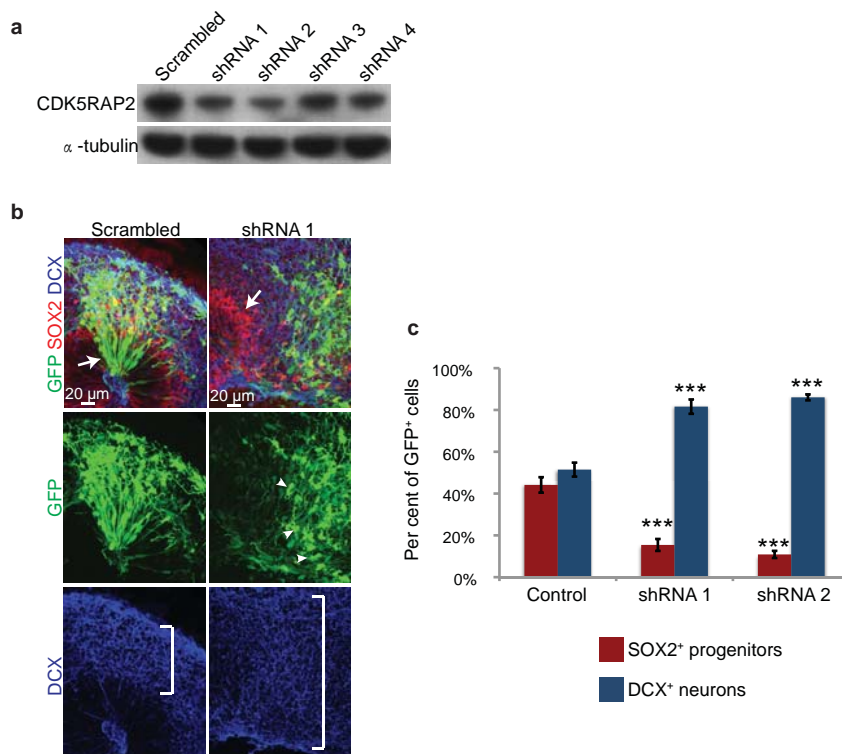 a
Scrambled
shRNA 1
shRNA 2
shRNA 3
shRNA 4
CDK5RAP2
α -tubulin
b
Scrambled
shRNA 1
GFP SOX2 DCX
20 µm
20 µm
GFP
DCX
c
Per cent of GFP⁺ cells
100%
80%
60%
40%
20%
0%
***
***
***
***
Control
shRNA 1
shRNA 2
SOX2⁺ progenitors
DCX⁺ neurons